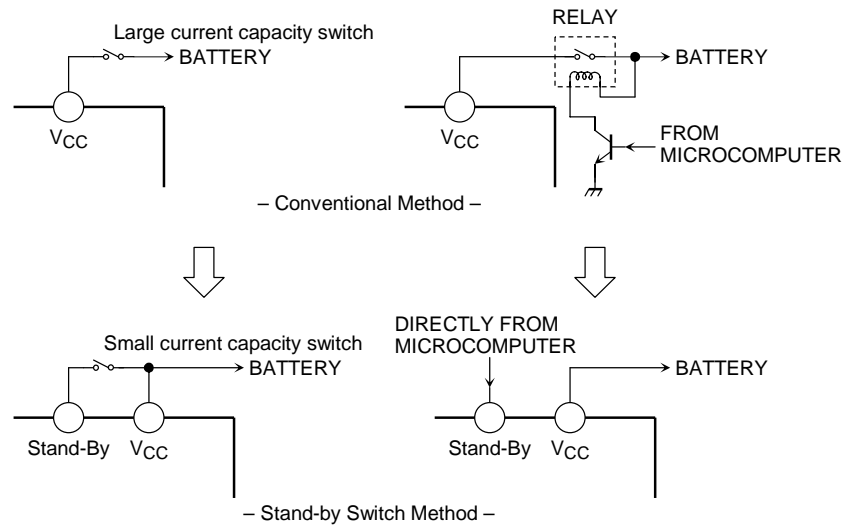 Large current capacity switch
BATTERY
VCC
RELAY
BATTERY
VCC
FROM
MICROCOMPUTER
– Conventional Method –
Small current capacity switch
BATTERY
Stand-By VCC
DIRECTLY FROM
MICROCOMPUTER
BATTERY
Stand-By VCC
– Stand-by Switch Method –